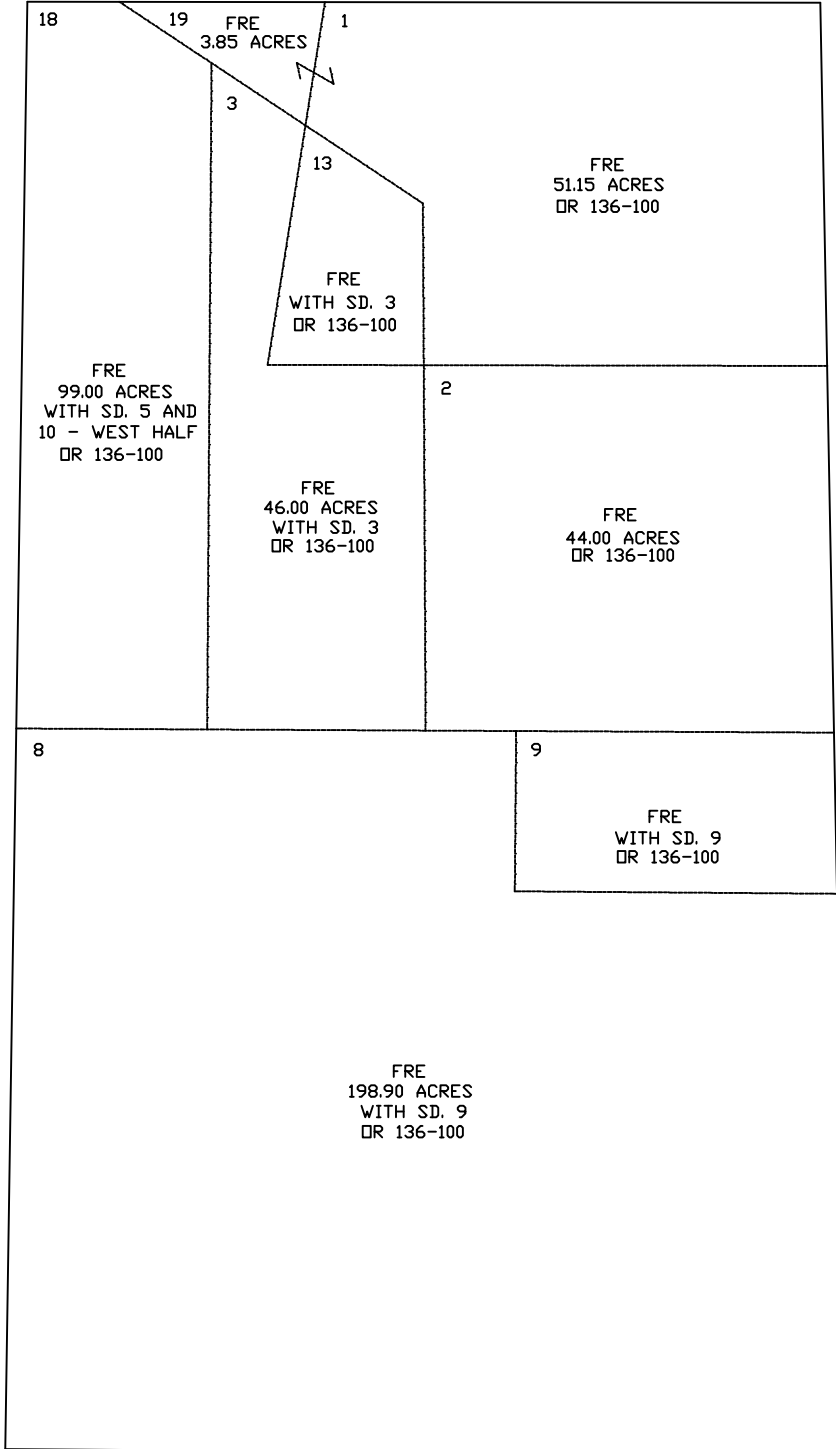 18
19
FRE
3.85 ACRES
1
3
13
FRE
51.15 ACRES
OR 136-100
FRE
WITH SD. 3
OR 136-100
FRE
99.00 ACRES
WITH SD. 5 AND
10 - WEST HALF
OR 136-100
2
FRE
46.00 ACRES
WITH SD. 3
OR 136-100
FRE
44.00 ACRES
OR 136-100
8
9
FRE
WITH SD. 9
OR 136-100
FRE
198.90 ACRES
WITH SD. 9
OR 136-100